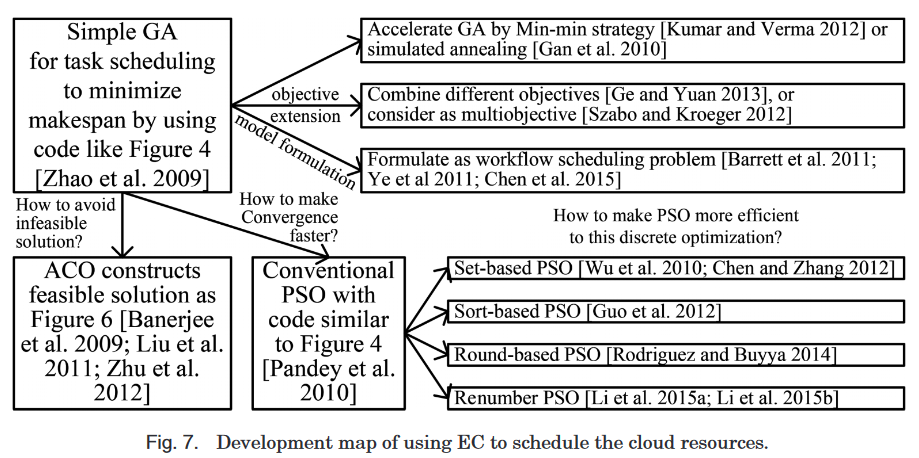 Simple GA
for task scheduling
to minimize
makespan by using
code like Figure 4
[Zhao et al. 2009]
Accelerate GA by Min-min strategy [Kumar and Verma 2012] or
simulated annealing [Gan et al. 2010]
objective
extension
Combine different objectives [Ge and Yuan 2013], or
consider as multiobjective [Szabo and Kroeger 2012]
model formulation
Formulate as workflow scheduling problem [Barrett et al. 2011;
Ye et al 2011; Chen et al. 2015]
How to avoid
infeasible
solution?
How to make
Convergence
faster?
How to make PSO more efficient
to this discrete optimization?
ACO constructs
feasible solution as
Figure 6 [Banerjee
et al. 2009; Liu et al.
2011; Zhu et al.
2012]
Conventional
PSO with
code similar
to Figure 4
[Pandey et al.
2010]
Set-based PSO [Wu et al. 2010; Chen and Zhang 2012]
Sort-based PSO [Guo et al. 2012]
Round-based PSO [Rodriguez and Buyya 2014]
Renumber PSO [Li et al. 2015a; Li et al. 2015b]
Fig. 7. Development map of using EC to schedule the cloud resources.